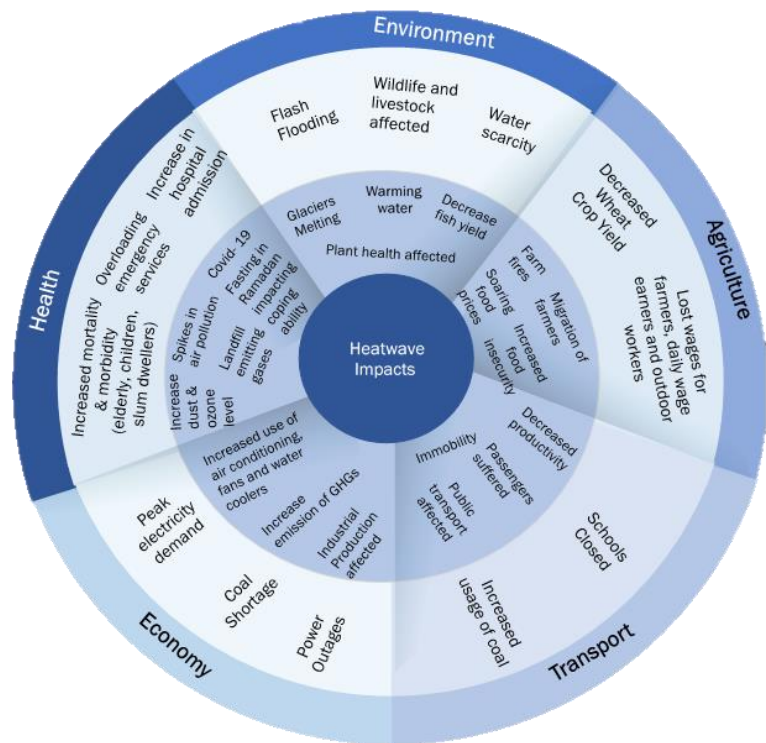 Environment
Flash
Flooding
Wildlife and
livestock
affected
Water
scarcity
Glaciers
Melting
Warming
water
Decrease
fish yield
Plant health affected
Agriculture
Decreased
Wheat
Crop Yield
Lost wages for
farmers, daily wage
earners and outdoor
workers
Farm
fires
Migration of
farmers
Soaring
food
prices
Increased
food
insecurity
Transport
Schools
Closed
Increased
usage of coal
Decreased
productivity
Passengers
suffered
Immobility
Public
transport
affected
Economy
Peak
electricity
demand
Coal
Shortage
Power
Outages
Increased use of
air conditioning,
fans and water
coolers
Increase
emission of GHGs
Industrial
Production
affected
Health
Increase in
hospital
admission
Overloading
emergency
services
Increased mortality
& morbidity
(elderly, children,
slum dwellers)
Covid- 19
Fasting in
Ramadan
impacting
coping
ability
Spikes in
air pollution
Landfill
emitting
gases
Increase
dust &
ozone
level
Heatwave
Impacts